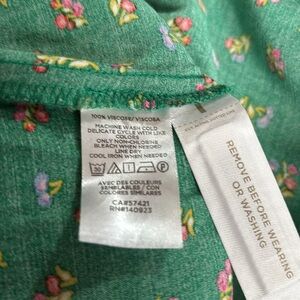 100% VISCOSE/ VISCOSA
MACHINE WASH COLD
DELICATE CYCLE WITH LIKE
COLORS
ONLY NON-CHLORINE
BLEACH WHEN NEEDED
LINE DRY
COOL IRON WHEN NEEDED
30
AVEC DES COULEURS
SEMBLABLES / CON
COLORES SIMILARES
CA#57421
RN#140923
REMOVE BEFORE WEARING
OR WASHING